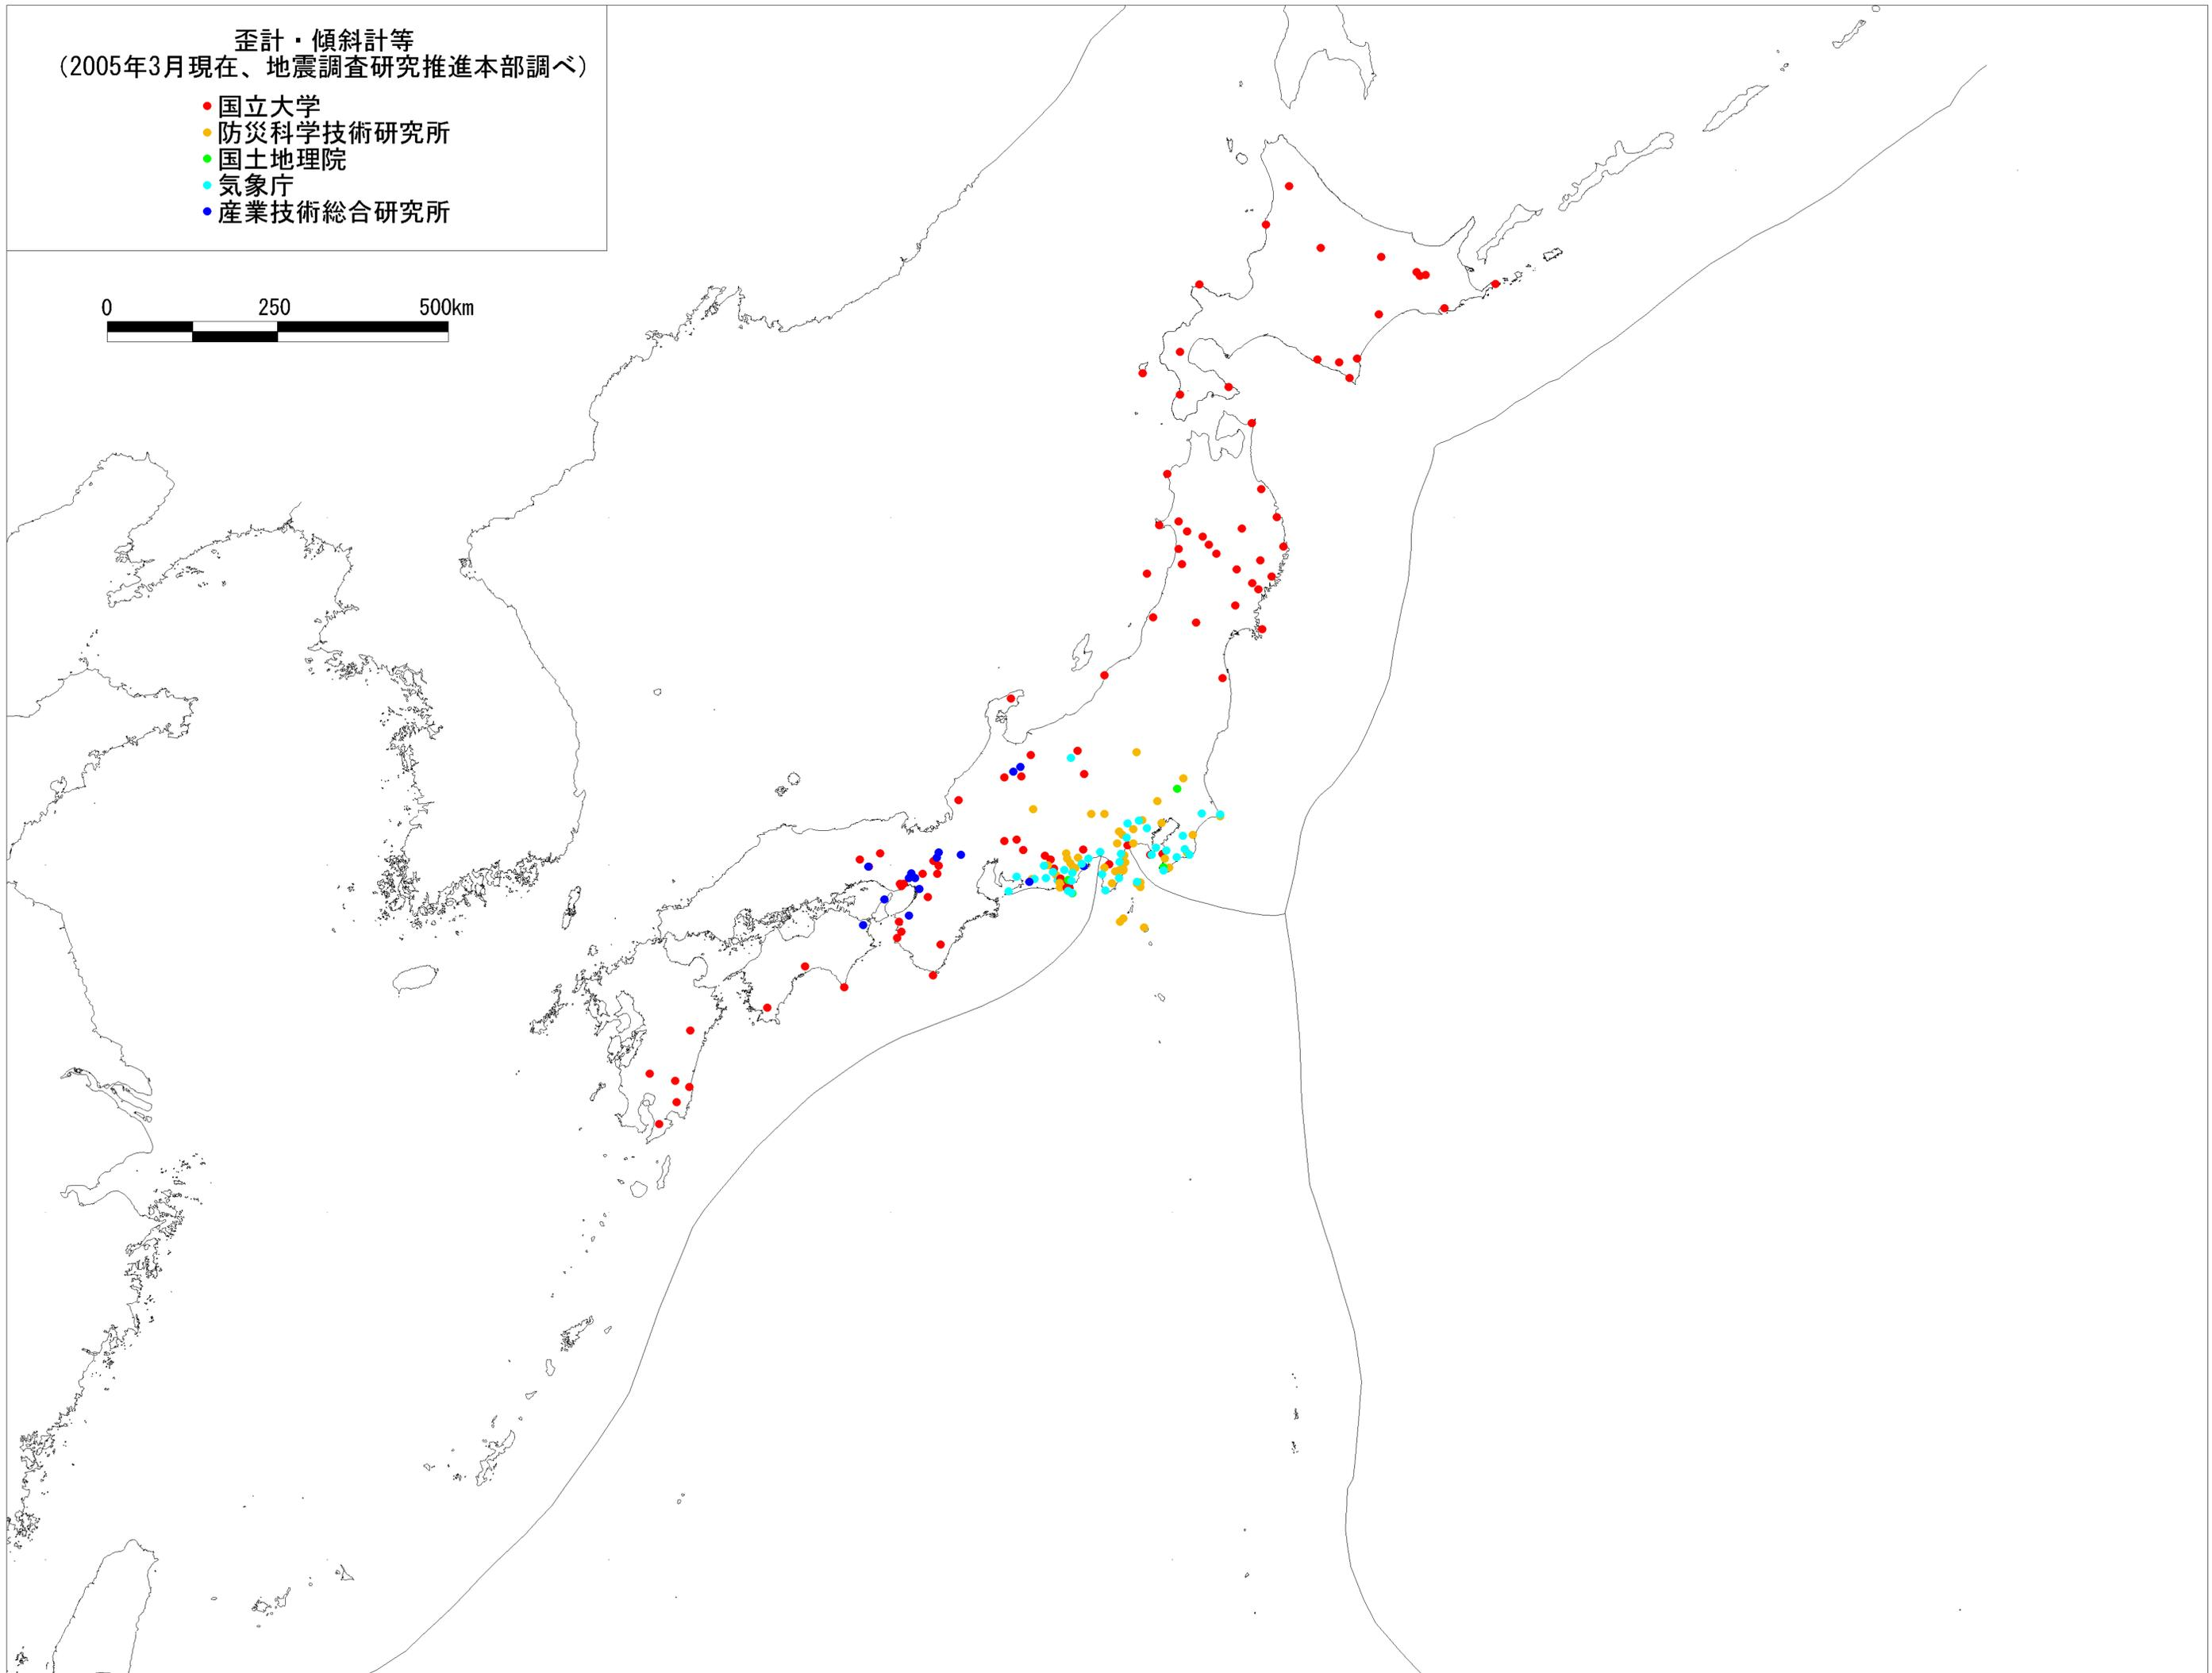 歪計・傾斜計等
（2005年3月現在、地震調査研究推進本部調べ）
国立大学
防災科学技術研究所
国土地理院
気象庁
産業技術総合研究所
0 250 500km